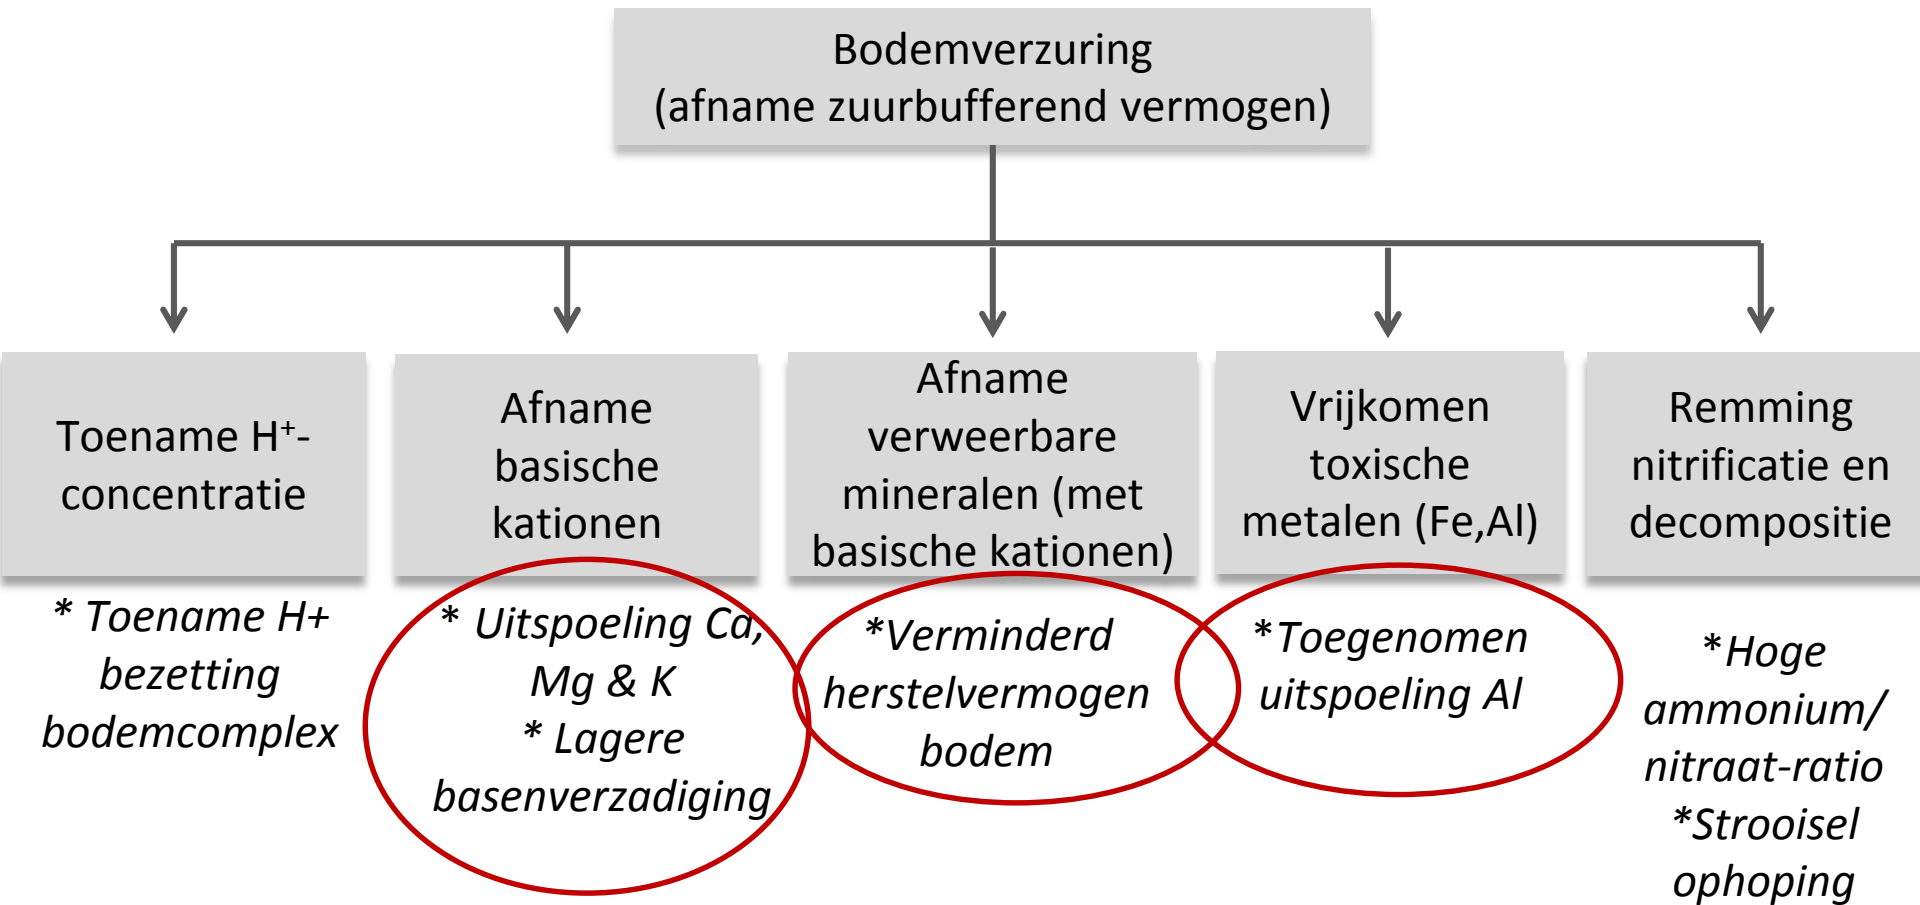 Bodemverzuring
(afname zuurbufferend vermogen)
Toename H⁺-
concentratie
Afname
basische
kationen
Afname
verweerbare
mineralen (met
basische kationen)
Vrijkomen
toxische
metalen (Fe,Al)
Remming
nitrificatie en
decompositie
* Toename H+
bezetting
bodemcomplex
* Uitspoeling Ca,
Mg & K
* Lagere
basenverzadiging
*Verminderd
herstelvermogen
bodem
*Toegenomen
uitspoeling Al
*Hoge
ammonium/
nitraat-ratio
*Strooisel
ophoping